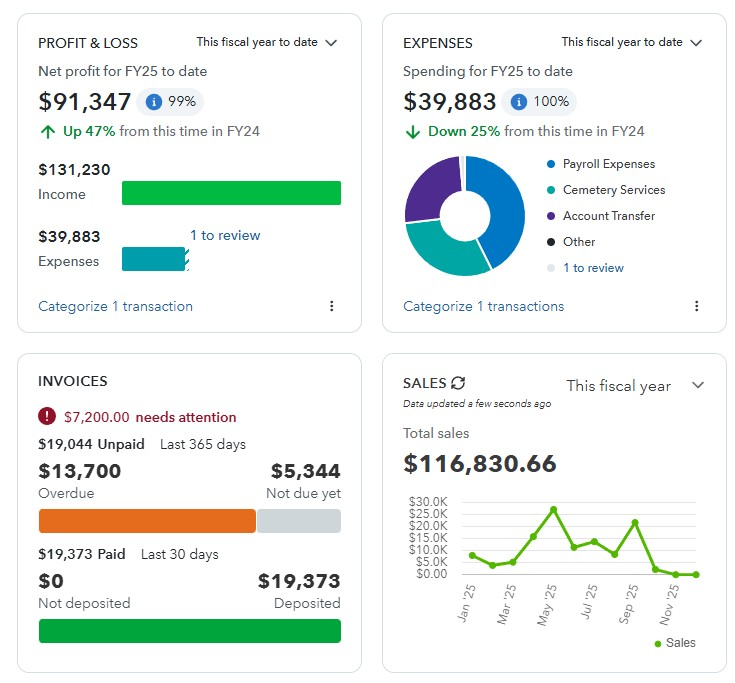 PROFIT & LOSS
This fiscal year to date
Net profit for FY25 to date
$91,347
i 99%
Up 47% from this time in FY24
$131,230
Income
$39,883
1 to review
Expenses
Categorize 1 transaction
EXPENSES
This fiscal year to date
Spending for FY25 to date
$39,883
i 100%
Down 25% from this time in FY24
Payroll Expenses
Cemetery Services
Account Transfer
Other
1 to review
Categorize 1 transactions
INVOICES
! $7,200.00 needs attention
$19,044 Unpaid Last 365 days
$13,700 $5,344
Overdue Not due yet
$19,373 Paid Last 30 days
$0 $19,373
Not deposited Deposited
SALES
This fiscal year
Data updated a few seconds ago
Total sales
$116,830.66
$30.0K
$25.0K
$20.0K
$15.0K
$10.0K
$5.0K
$0.00
Jan '25 Mar '25 May '25 Jul '25 Sep '25 Nov '25
Sales